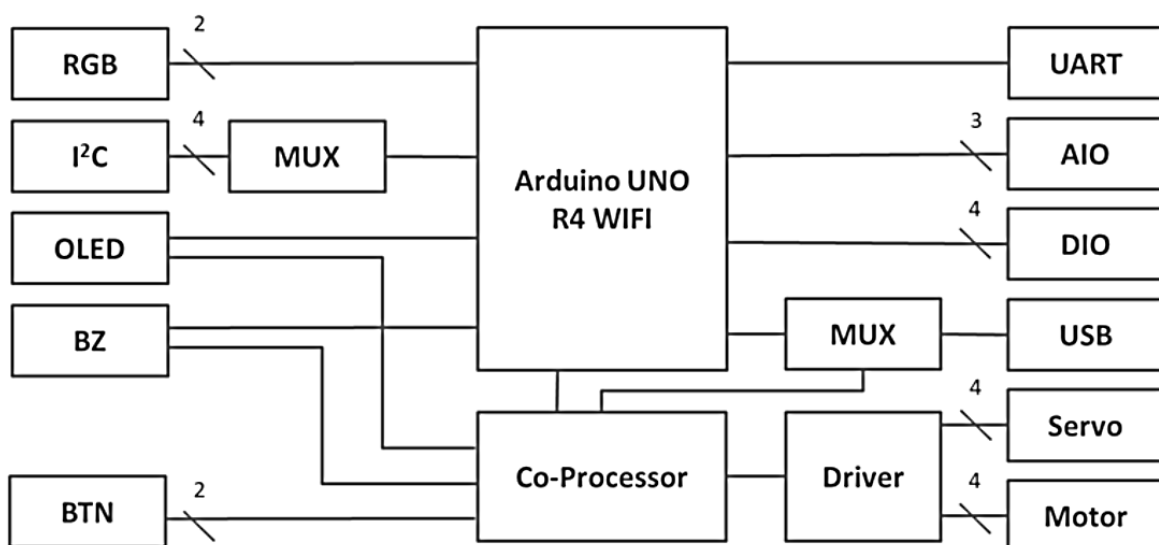 2
RGB
UART
4
I²C
MUX
3
AIO
Arduino UNO
R4 WIFI
OLED
4
DIO
BZ
MUX
USB
4
Servo
Co-Processor
Driver
2
BTN
4
Motor